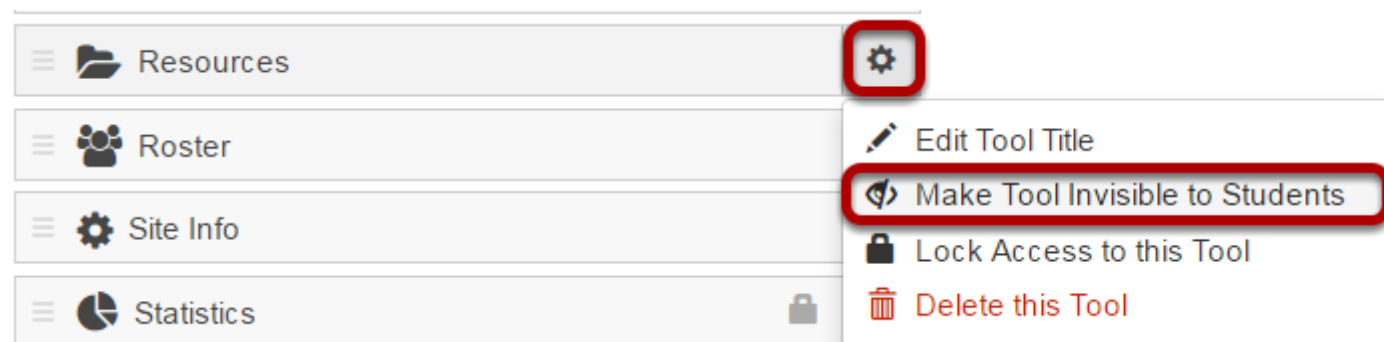 Resources
Roster
Edit Tool Title
Make Tool Invisible to Students
Site Info
Lock Access to this Tool
Statistics
Delete this Tool